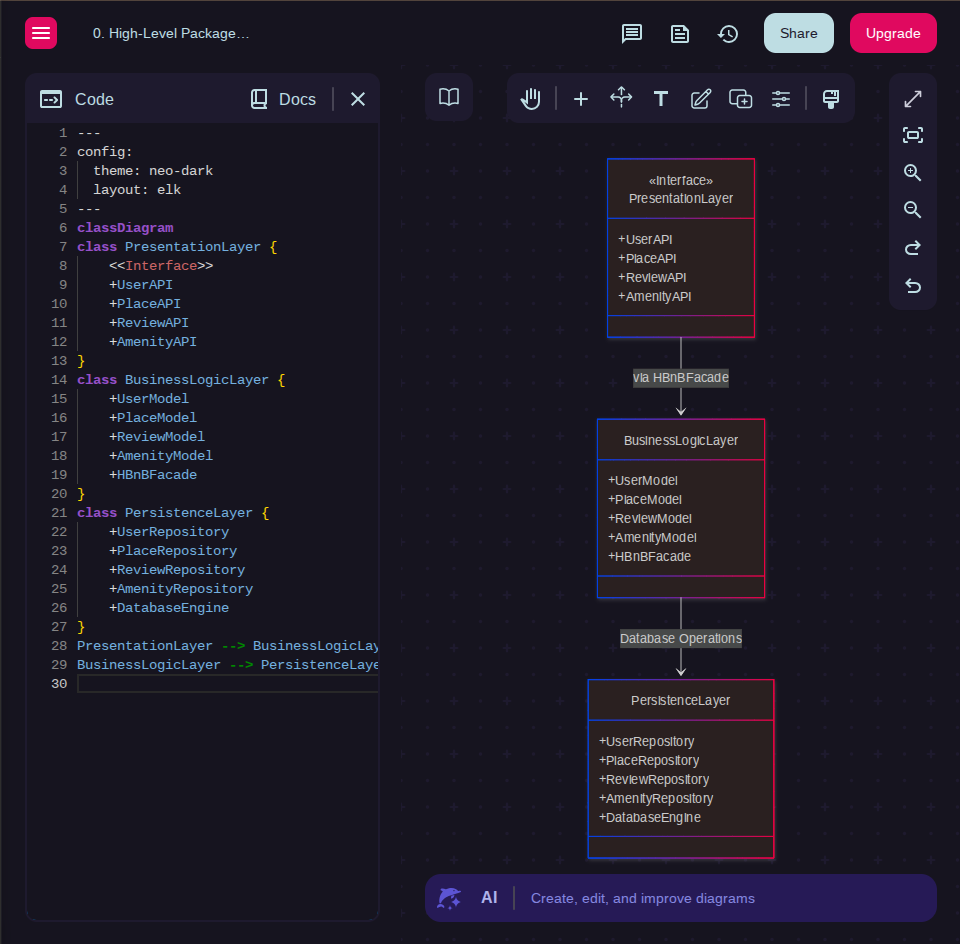 0. High-Level Package…
Share
Upgrade
Code
Docs
1 ---
2 config:
3 theme: neo-dark
4 layout: elk
5 ---
6 classDiagram
7 class PresentationLayer {
8 <<Interface>>
9 +UserAPI
10 +PlaceAPI
11 +ReviewAPI
12 +AmenityAPI
13 }
14 class BusinessLogicLayer {
15 +UserModel
16 +PlaceModel
17 +ReviewModel
18 +AmenityModel
19 +HBnBFacade
20 }
21 class PersistenceLayer {
22 +UserRepository
23 +PlaceRepository
24 +ReviewRepository
25 +AmenityRepository
26 +DatabaseEngine
27 }
28 PresentationLayer --> BusinessLogicLay
29 BusinessLogicLayer --> PersistenceLaye
30
T
«Interface»
PresentationLayer
+UserAPI
+PlaceAPI
+ReviewAPI
+AmenityAPI
via HBnBFacade
BusinessLogicLayer
+UserModel
+PlaceModel
+ReviewModel
+AmenityModel
+HBnBFacade
Database Operations
PersistenceLayer
+UserRepository
+PlaceRepository
+ReviewRepository
+AmenityRepository
+DatabaseEngine
AI
Create, edit, and improve diagrams